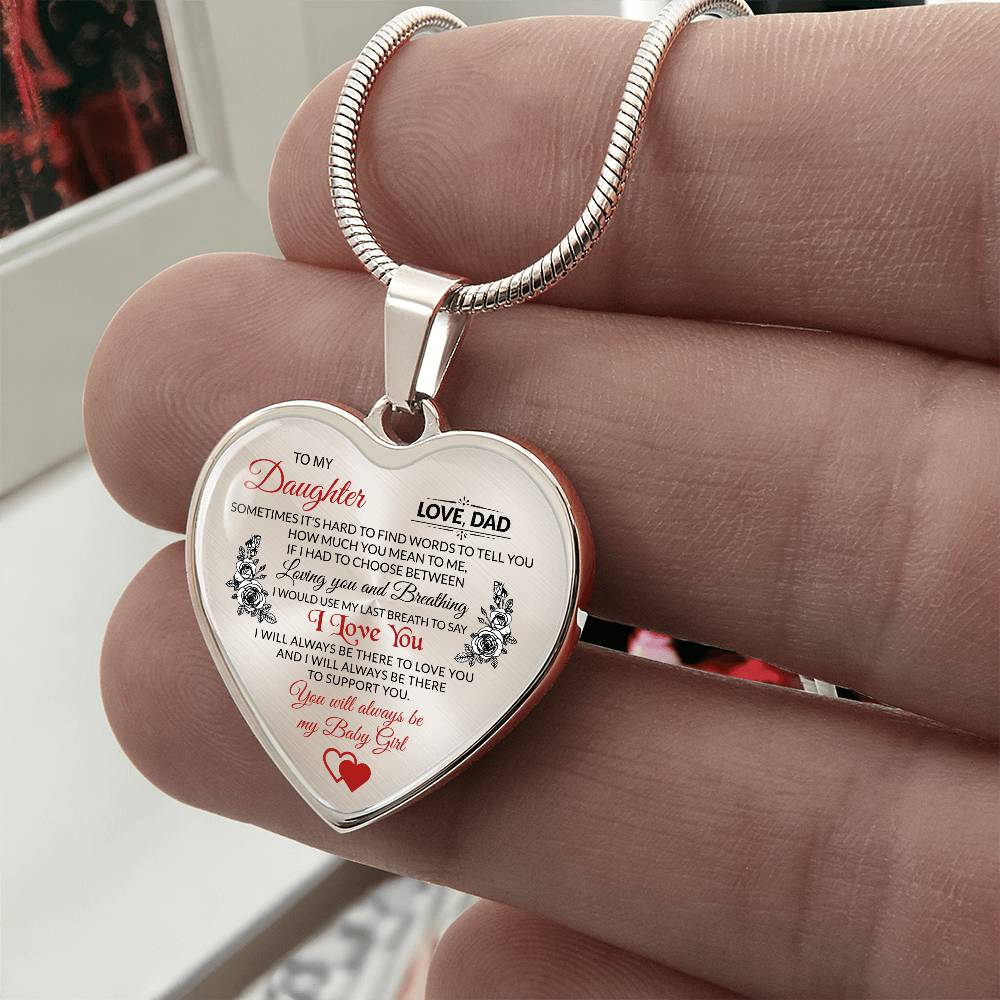 TO MY
Daughter
LOVE, DAD
SOMETIMES IT'S HARD TO FIND WORDS TO TELL YOU
HOW MUCH YOU MEAN TO ME,
IF I HAD TO CHOOSE BETWEEN
Loving you and Breathing
I WOULD USE MY LAST BREATH TO SAY
I Love You
I WILL ALWAYS BE THERE TO LOVE YOU
AND I WILL ALWAYS BE THERE
TO SUPPORT YOU.
You will always be
my Baby Girl